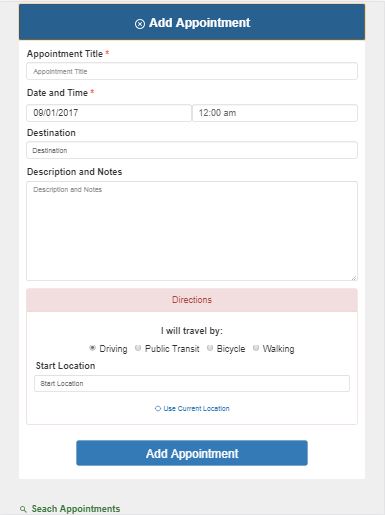 Add Appointment
Appointment Title *
Appointment Title
Date and Time *
09/01/2017 12:00 am
Destination
Destination
Description and Notes
Description and Notes
Directions
I will travel by:
Driving Public Transit Bicycle Walking
Start Location
Start Location
Use Current Location
Add Appointment
Seach Appointments